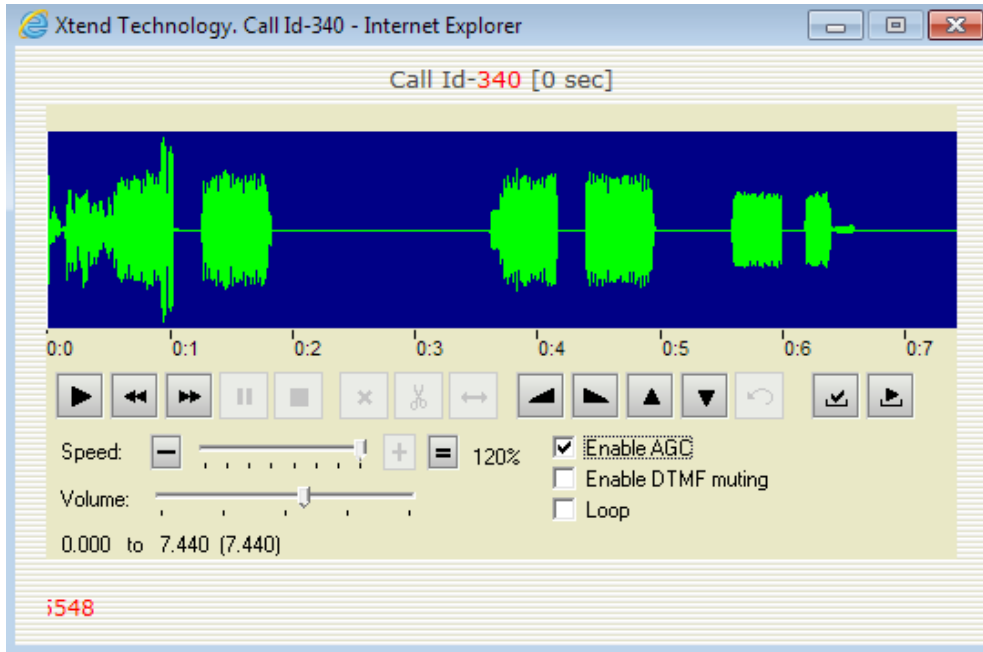 Xtend Technology. Call Id-340 - Internet Explorer
Call Id-340 [0 sec]
0:0 0:1 0:2 0:3 0:4 0:5 0:6 0:7
Speed: 120% Enable AGC
Enable DTMF muting
Volume: Loop
0.000 to 7.440 (7.440)
5548